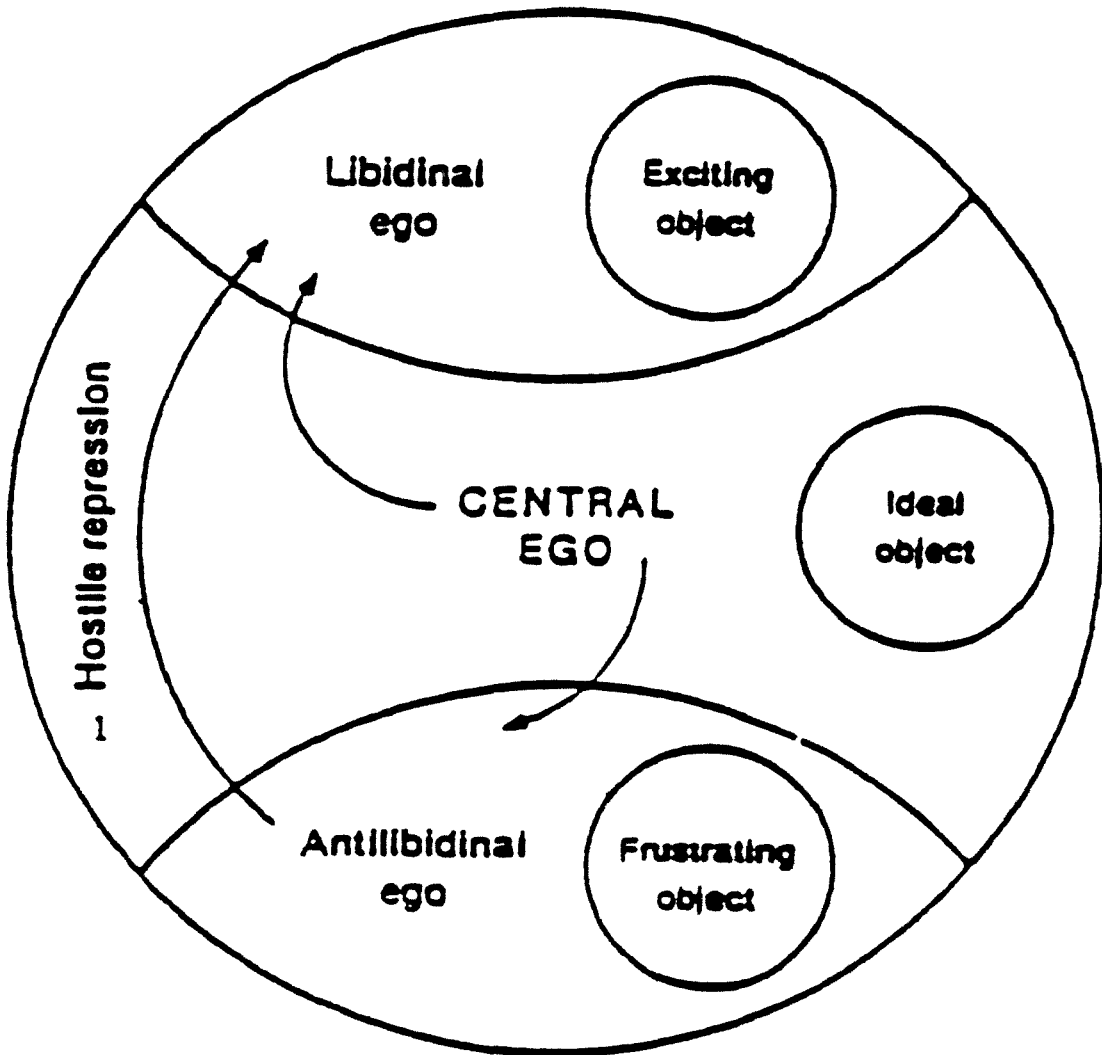 Libidinal
ego
Exciting
object
1 Hostile repression
CENTRAL
EGO
Ideal
object
Antilibidinal
ego
Frustrating
object